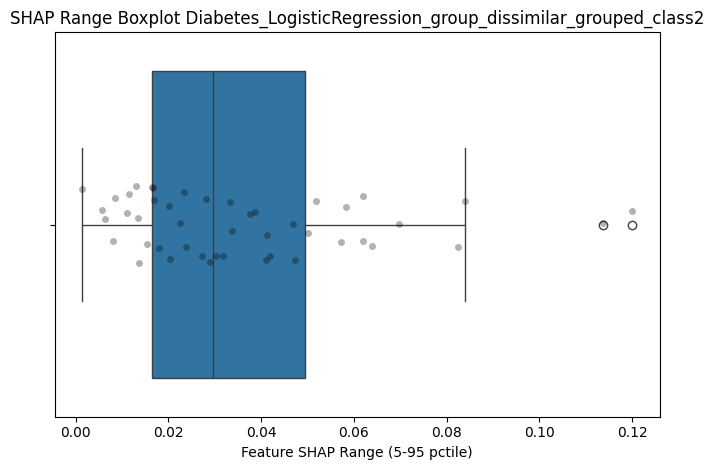 SHAP Range Boxplot Diabetes_LogisticRegression_group_dissimilar_grouped_class2
0.00 0.02 0.04 0.06 0.08 0.10 0.12
Feature SHAP Range (5-95 pctile)